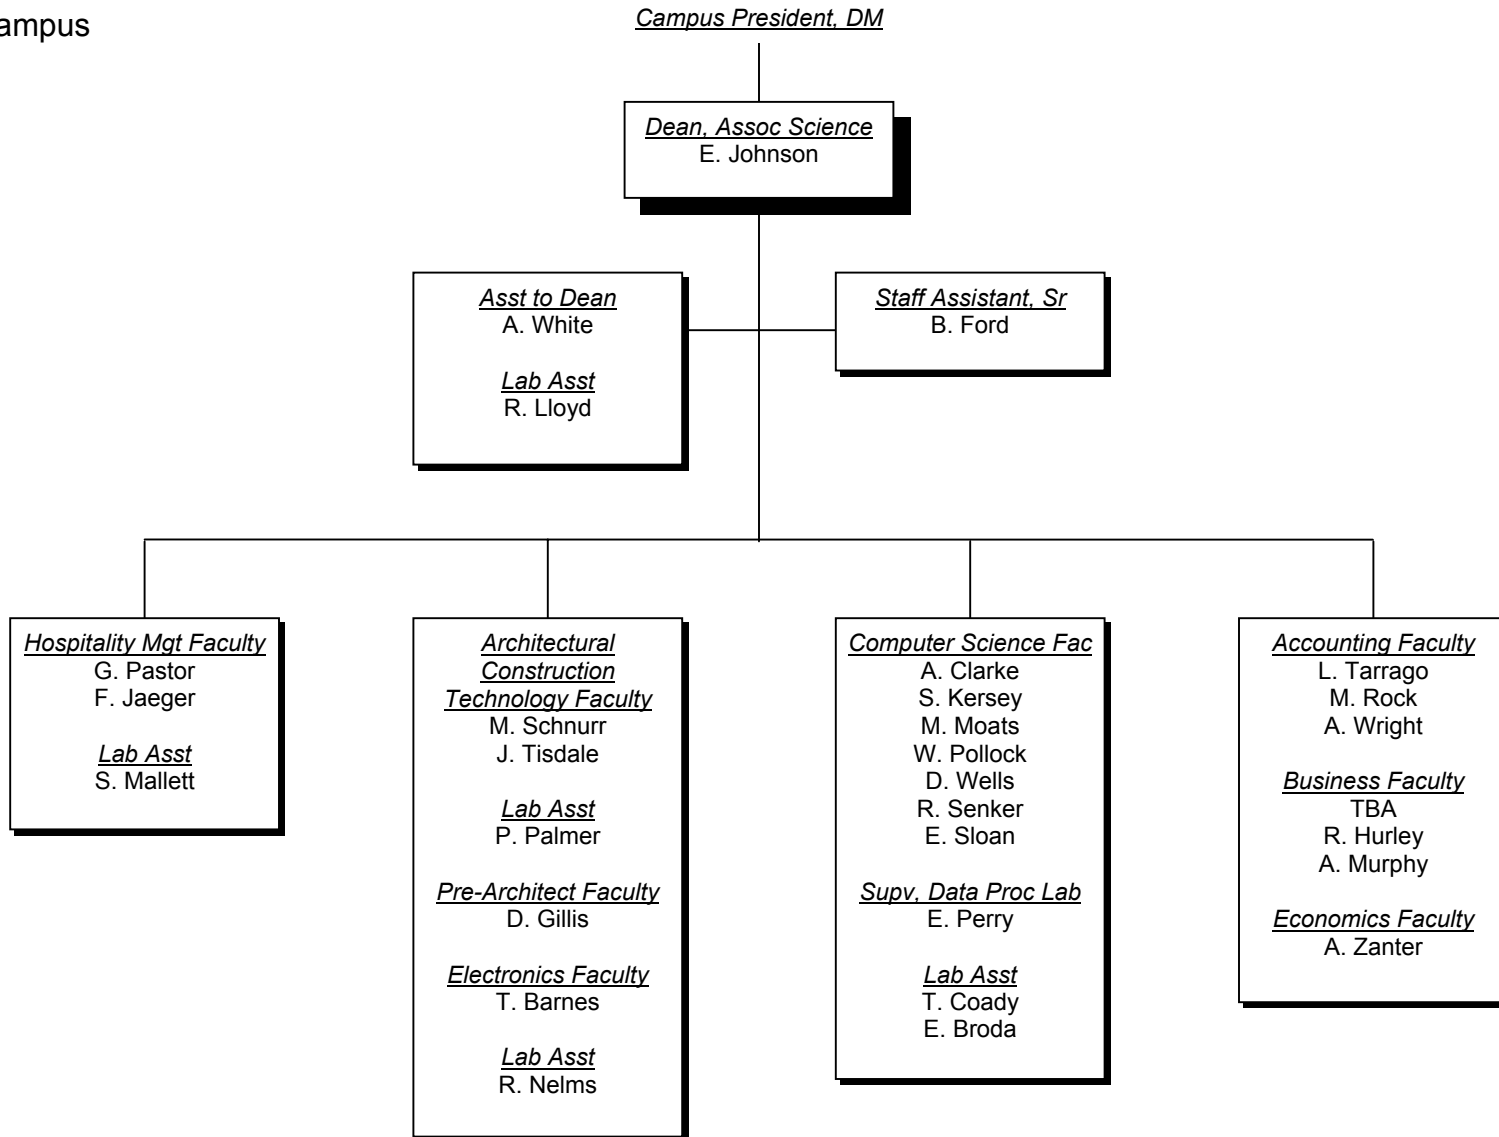 ampus
Campus President, DM
Dean, Assoc Science
E. Johnson
Asst to Dean
A. White
Lab Asst
R. Lloyd
Staff Assistant, Sr
B. Ford
Hospitality Mgt Faculty
G. Pastor
F. Jaeger
Lab Asst
S. Mallett
Architectural
Construction
Technology Faculty
M. Schnurr
J. Tisdale
Lab Asst
P. Palmer
Pre-Architect Faculty
D. Gillis
Electronics Faculty
T. Barnes
Lab Asst
R. Nelms
Computer Science Fac
A. Clarke
S. Kersey
M. Moats
W. Pollock
D. Wells
R. Senker
E. Sloan
Supv, Data Proc Lab
E. Perry
Lab Asst
T. Coady
E. Broda
Accounting Faculty
L. Tarrago
M. Rock
A. Wright
Business Faculty
TBA
R. Hurley
A. Murphy
Economics Faculty
A. Zanter